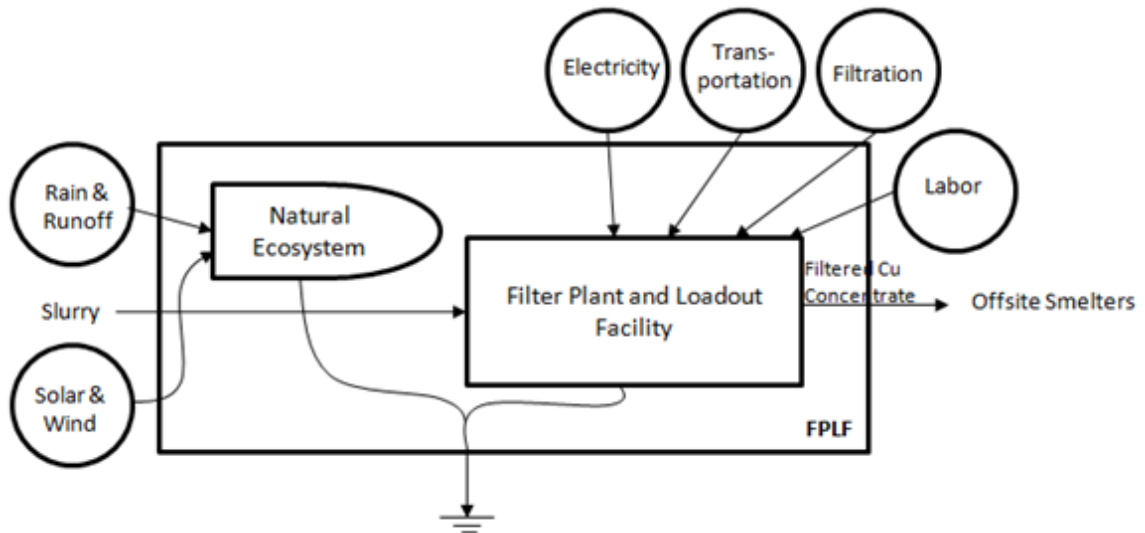 Electricity
Trans-
portation
Filtration
Rain &
Runoff
Labor
Natural
Ecosystem
Filtered Cu
Concentrate
Slurry
Filter Plant and Loadout
Facility
Offsite Smelters
Solar &
Wind
FPLF